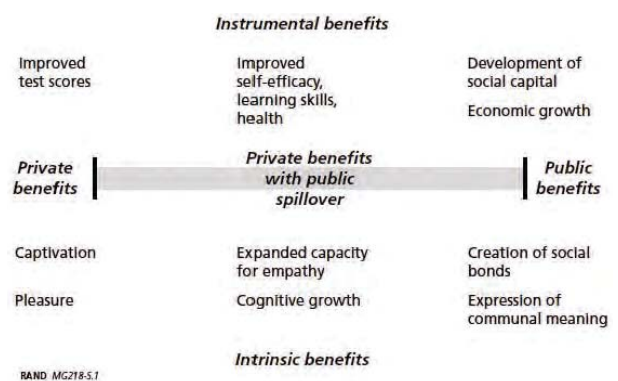 Instrumental benefits
Improved
test scores
Improved
self-efficacy,
learning skills,
health
Development of
social capital
Economic growth
Private
benefits
Private benefits
with public
spillover
Public
benefits
Captivation
Expanded capacity
for empathy
Creation of social
bonds
Pleasure
Cognitive growth
Expression of
communal meaning
Intrinsic benefits
RAND MG218-5.1